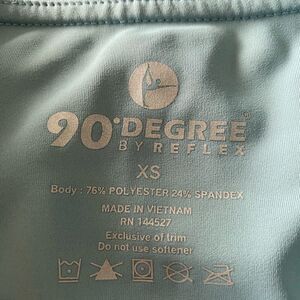 90° DEGREE®
BY REFLEX
XS
Body : 76% POLYESTER 24% SPANDEX
MADE IN VIETNAM
RN 144527
Exclusive of trim
Do not use softener